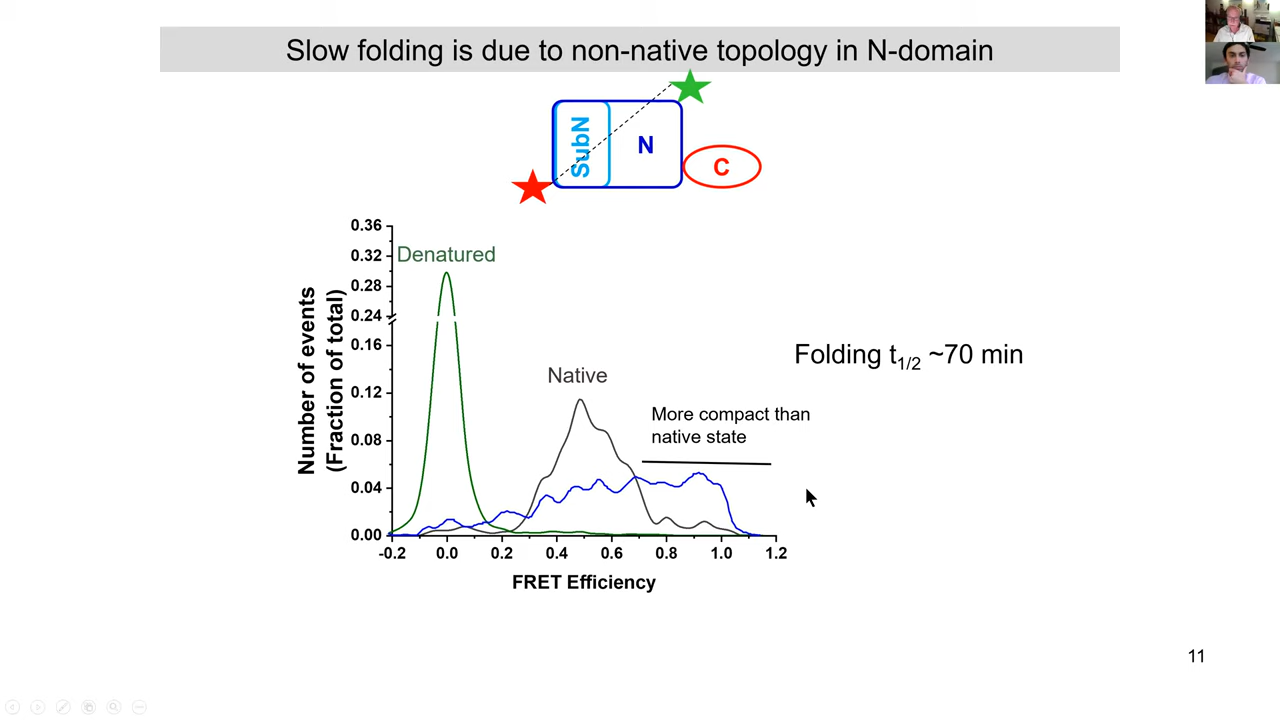 Slow folding is due to non-native topology in N-domain
SubN
N
C
Number of events
(Fraction of total)
0.36
0.32
0.28
0.24
0.16
0.12
0.08
0.04
0.00
Denatured
Native
More compact than
native state
Folding t1/2 ~70 min
-0.2 0.0 0.2 0.4 0.6 0.8 1.0 1.2
FRET Efficiency
11